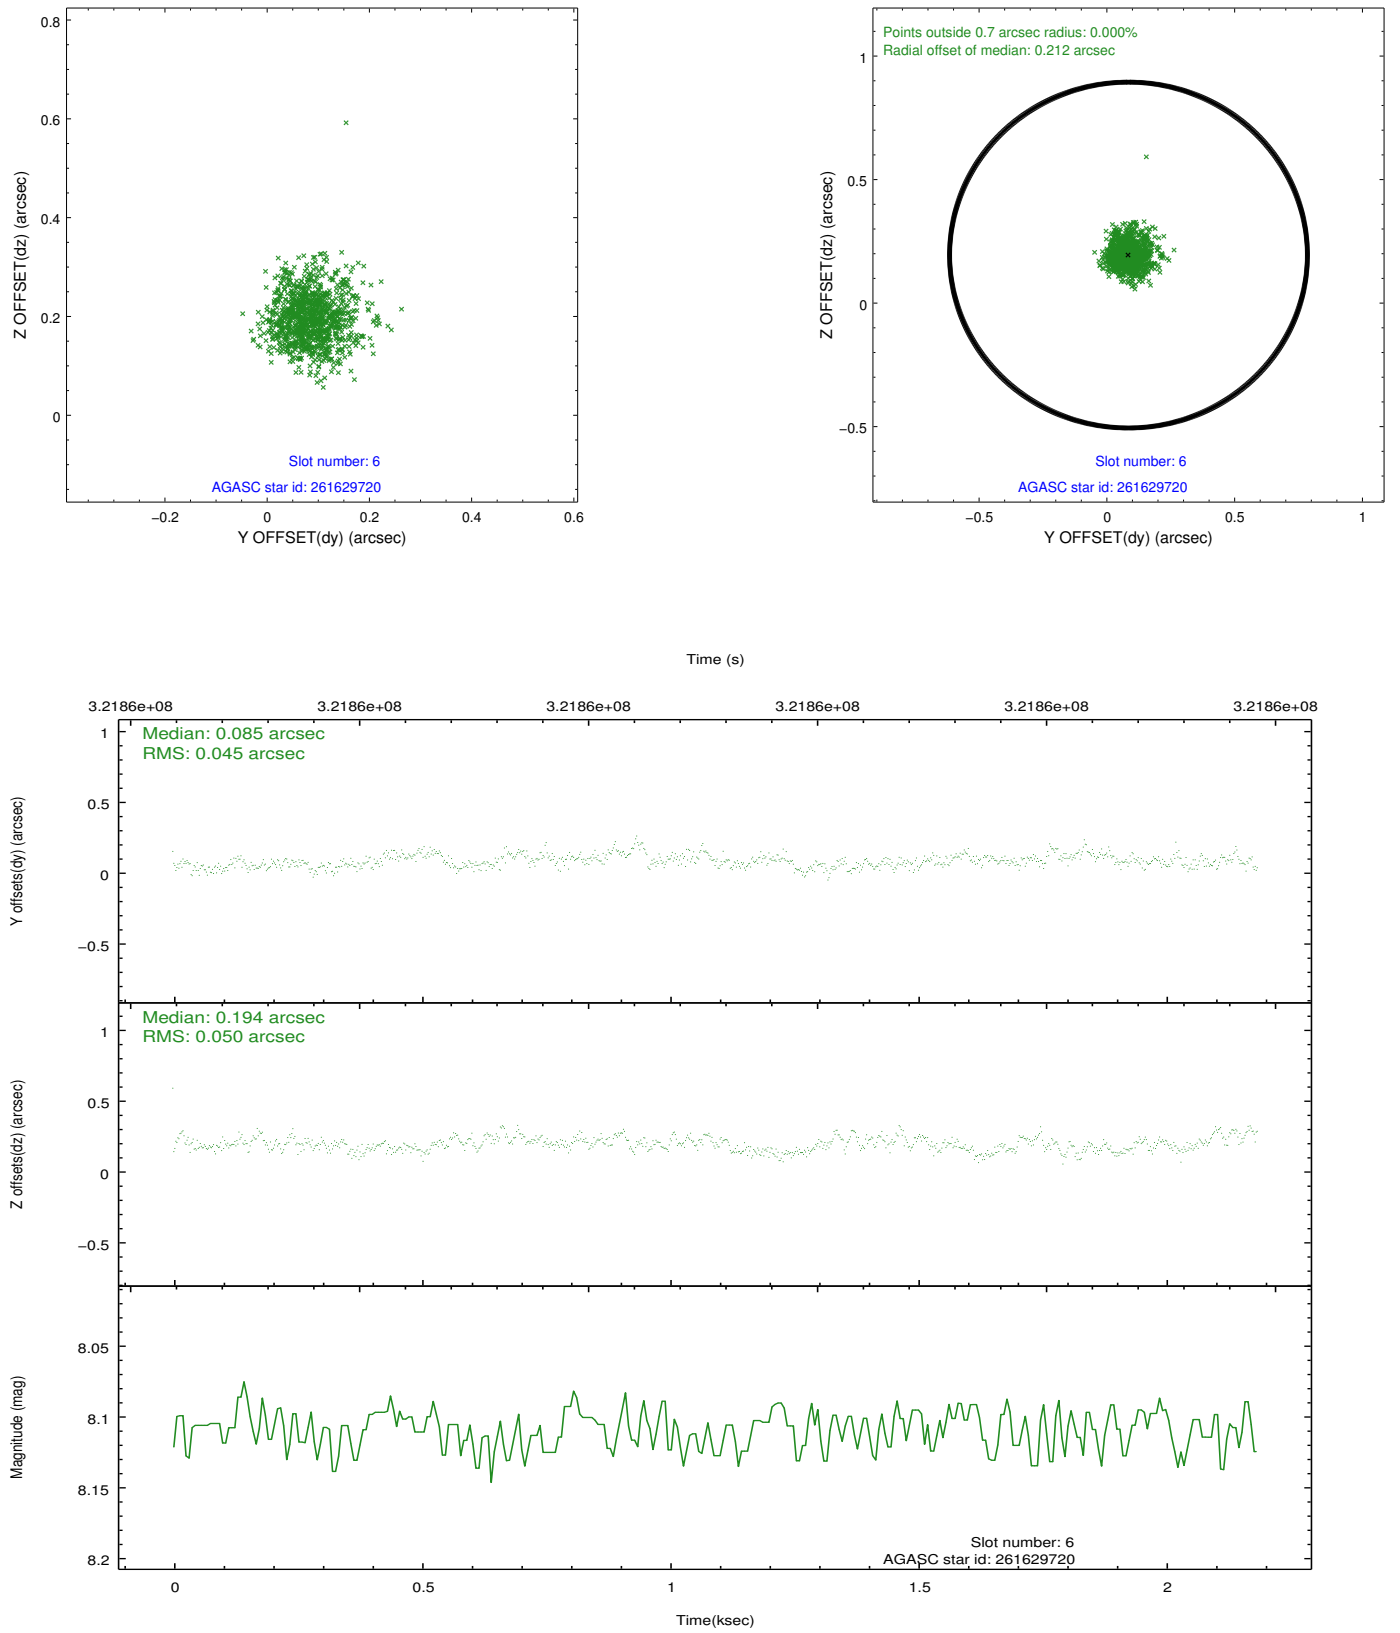 0.8
0.6
0.4
0.2
0
Z OFFSET(dz) (arcsec)
Slot number: 6
AGASC star id: 261629720
−0.2 0 0.2 0.4 0.6
Y OFFSET(dy) (arcsec)
Points outside 0.7 arcsec radius: 0.000%
Radial offset of median: 0.212 arcsec
1
0.5
0
−0.5
Z OFFSET(dz) (arcsec)
Slot number: 6
AGASC star id: 261629720
−0.5 0 0.5 1
Y OFFSET(dy) (arcsec)
Time (s)
3.2186e+08 3.2186e+08 3.2186e+08 3.2186e+08 3.2186e+08 3.2186e+08
Median: 0.085 arcsec
RMS: 0.045 arcsec
1
0.5
0
−0.5
Y offsets(dy) (arcsec)
Median: 0.194 arcsec
RMS: 0.050 arcsec
1
0.5
0
−0.5
Z offsets(dz) (arcsec)
8.05
8.1
8.15
8.2
Magnitude (mag)
Slot number: 6
AGASC star id: 261629720
0 0.5 1 1.5 2
Time(ksec)